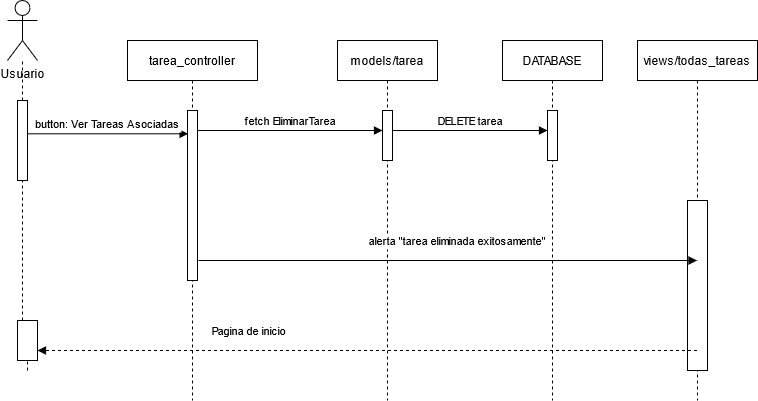 Usuario
tarea_controller
models/tarea
DATABASE
views/todas_tareas
button: Ver Tareas Asociadas
fetch EliminarTarea
DELETE tarea
alerta "tarea eliminada exitosamente"
Pagina de inicio